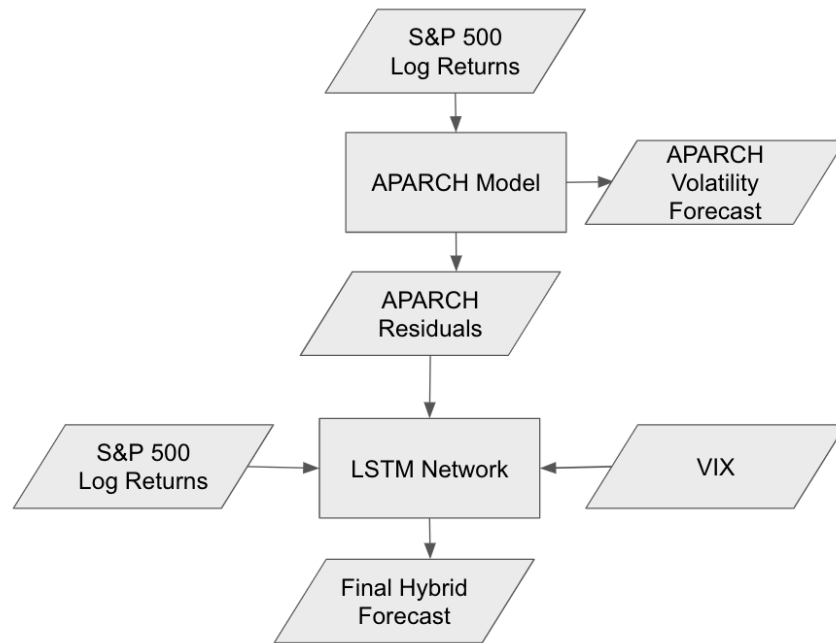 S&P 500
Log Returns
APARCH Model
APARCH
Volatility
Forecast
APARCH
Residuals
S&P 500
Log Returns
LSTM Network
VIX
Final Hybrid
Forecast